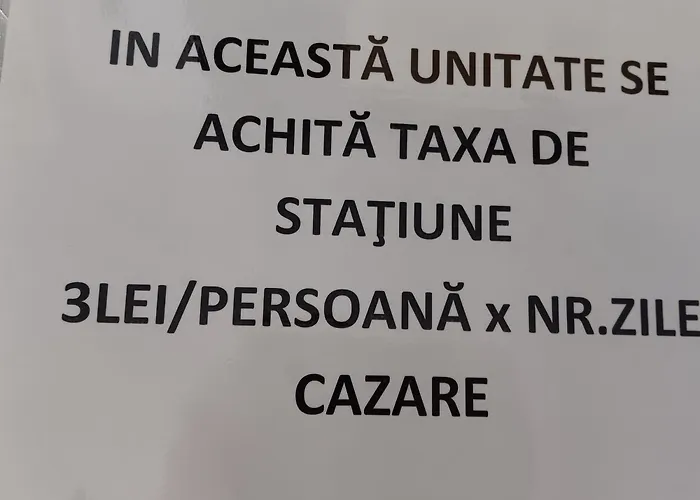 IN ACEASTĂ UNITATE SE
ACHITĂ TAXA DE
STAŢIUNE
3LEI/PERSOANĂ x NR.ZILE
CAZARE